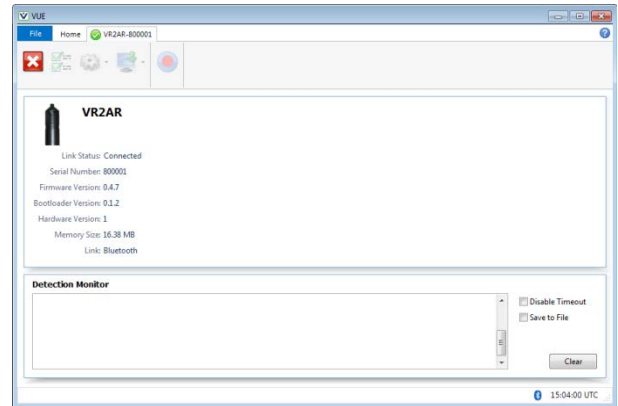 VUE
File Home VR2AR-800001
VR2AR
Link Status: Connected
Serial Number: 800001
Firmware Version: 0.4.7
Bootloader Version: 0.1.2
Hardware Version: 1
Memory Size: 16.38 MB
Link: Bluetooth
Detection Monitor
Disable Timeout
Save to File
Clear
15:04:00 UTC